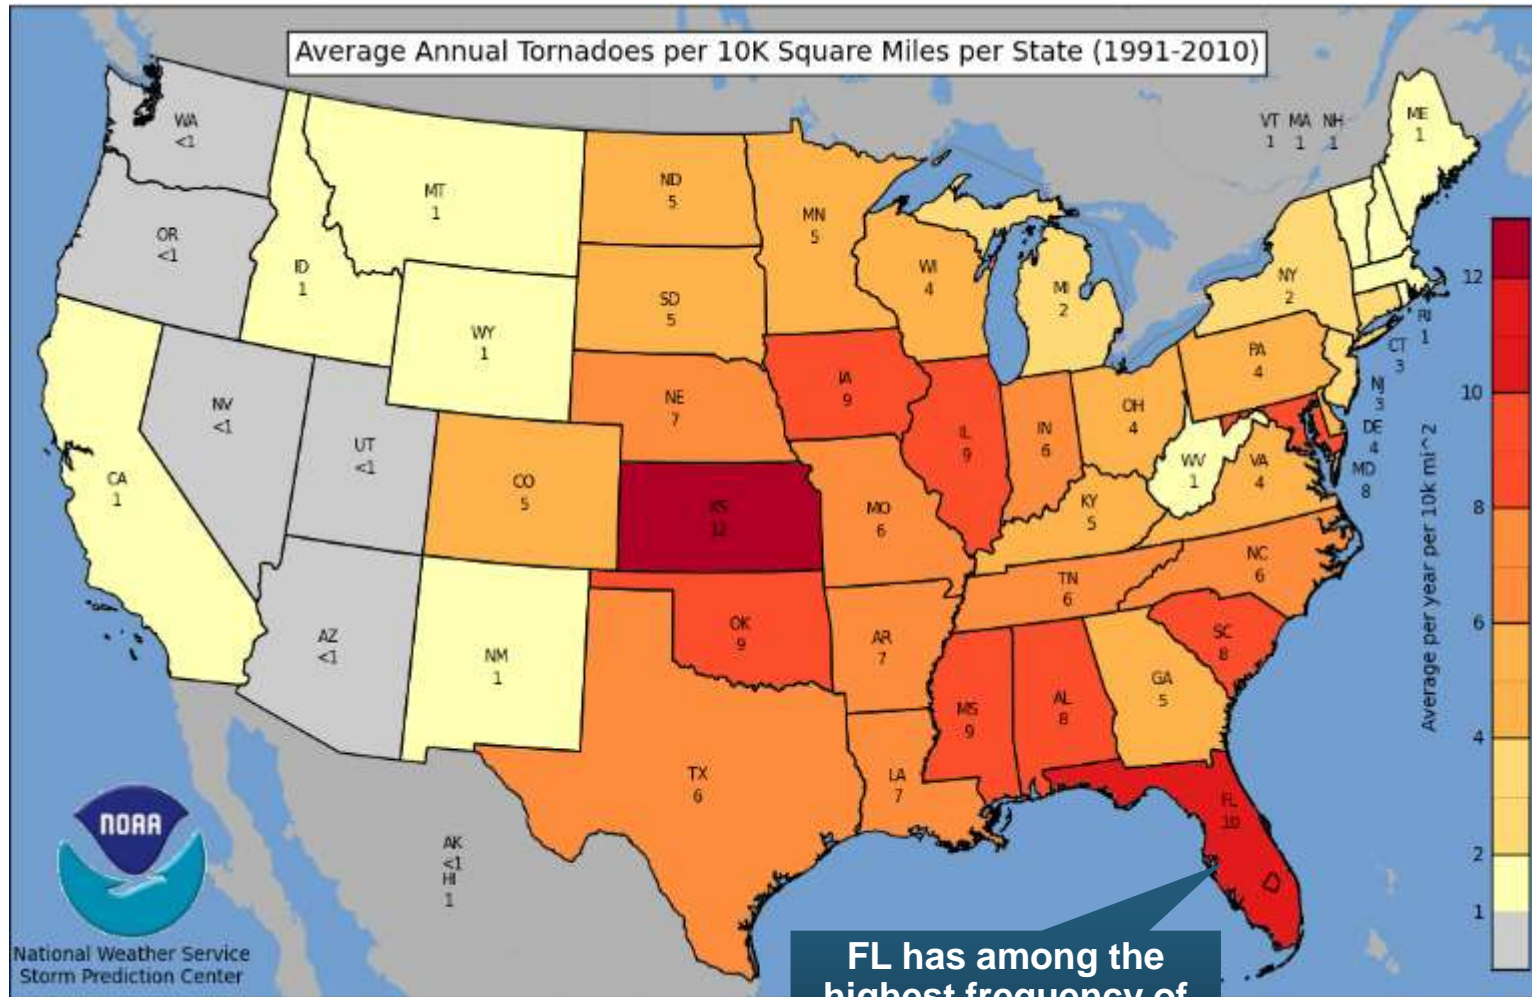 Average Annual Tornadoes per 10K Square Miles per State (1991-2010)
WA
<1
OR
<1
ID
1
MT
1
WY
1
NV
<1
UT
<1
CA
1
AZ
<1
NM
1
CO
5
ND
5
SD
5
NE
7
KS
12
OK
9
TX
6
MN
5
IA
9
MO
6
AR
7
LA
7
WI
4
IL
9
MI
2
IN
6
OH
4
KY
5
TN
6
MS
9
AL
8
GA
5
FL
10
SC
8
NC
6
VA
4
WV
1
PA
4
NY
2
VT MA NH
1 1 1
ME
1
RI
1
CT
3
NJ
3
DE
4
MD
8
AK
<1
HI
1
12
10
8
6
4
2
1
Average per year per 10k mi^2
NOAA
National Weather Service
Storm Prediction Center
FL has among the
highest frequency of